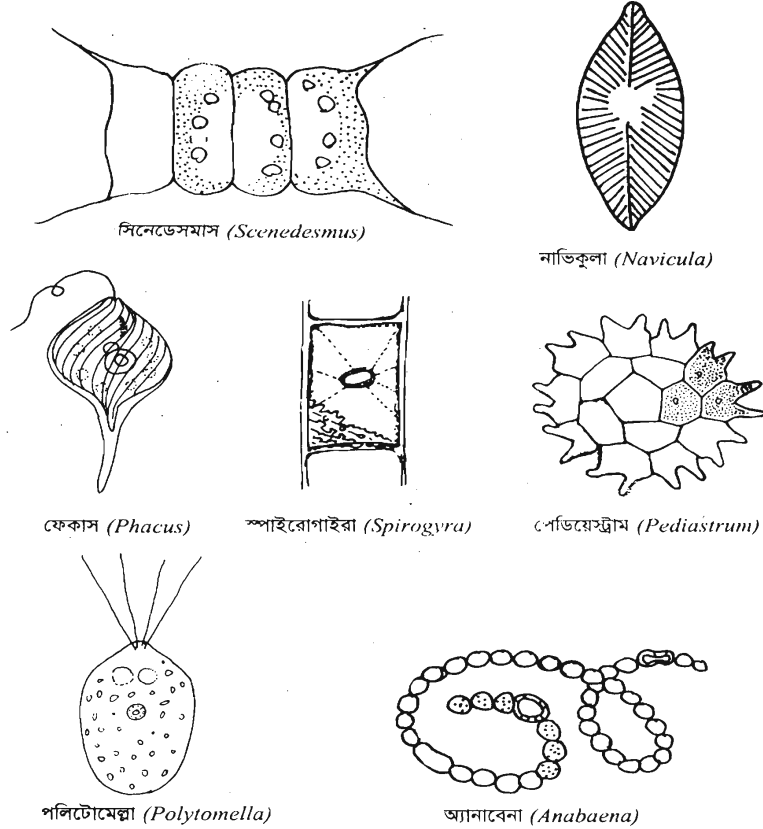 সিনেডেসমাস (Scenedesmus)
নাভিকুলা (Navicula)
ফেকাস (Phacus)
স্পাইরোগাইরা (Spirogyra)
পেডিয়েস্ট্রাম (Pediastrum)
পলিটোমেল্লা (Polytomella)
অ্যানাবেনা (Anabaena)